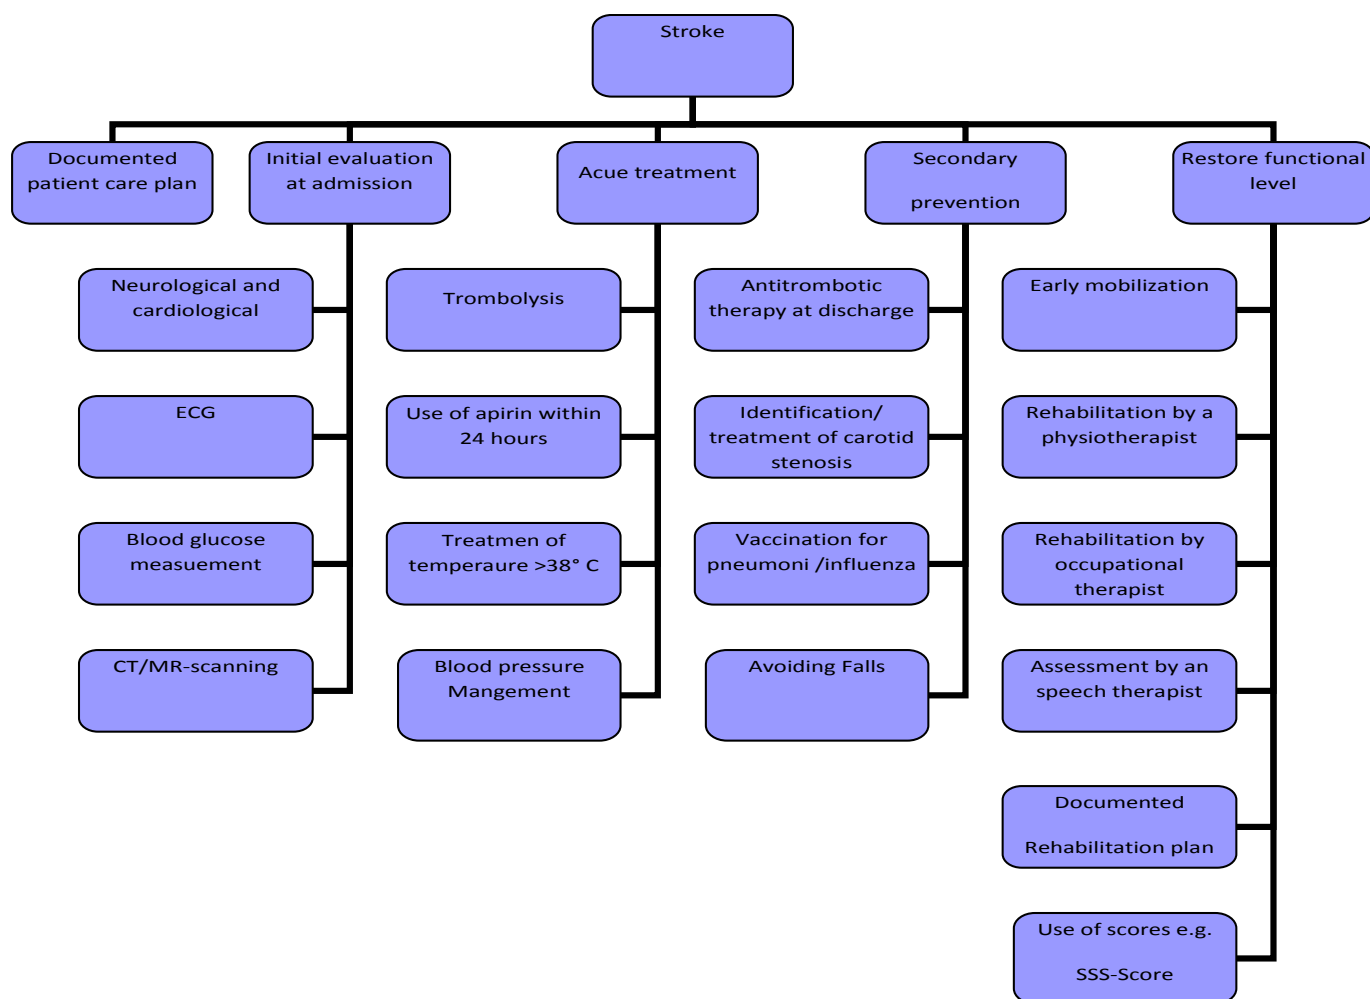 Stroke
Documented
patient care plan
Initial evaluation
at admission
Acue treatment
Secondary
prevention
Restore functional
level
Neurological and
cardiological
ECG
Blood glucose
measuement
CT/MR-scanning
Trombolysis
Use of apirin within
24 hours
Treatmen of
temperaure >38° C
Blood pressure
Mangement
Antitrombotic
therapy at discharge
Identification/
treatment of carotid
stenosis
Vaccination for
pneumoni /influenza
Avoiding Falls
Early mobilization
Rehabilitation by a
physiotherapist
Rehabilitation by
occupational
therapist
Assessment by an
speech therapist
Documented
Rehabilitation plan
Use of scores e.g.
SSS-Score